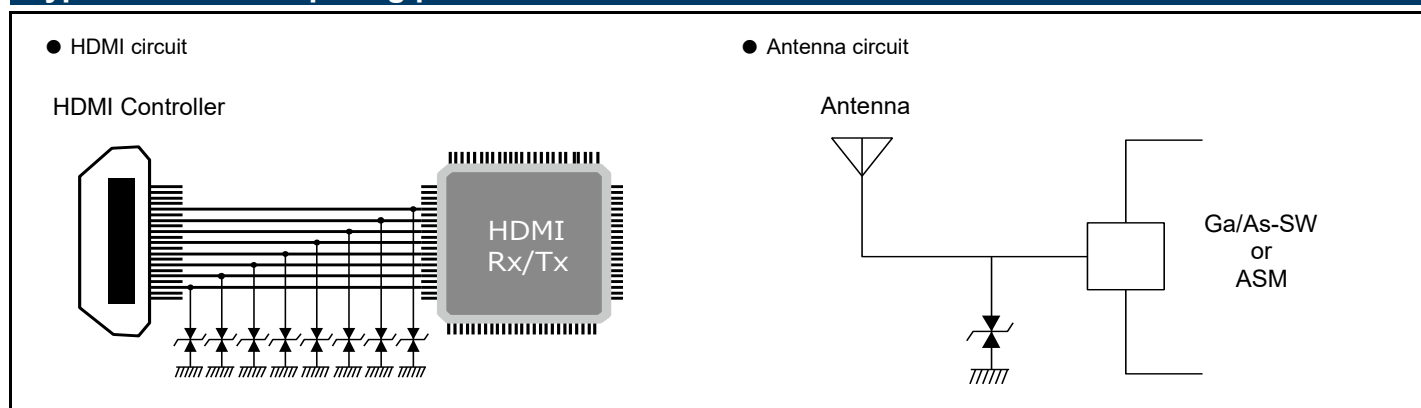 ● HDMI circuit
HDMI Controller
HDMI
Rx/Tx
● Antenna circuit
Antenna
Ga/As-SW
or
ASM